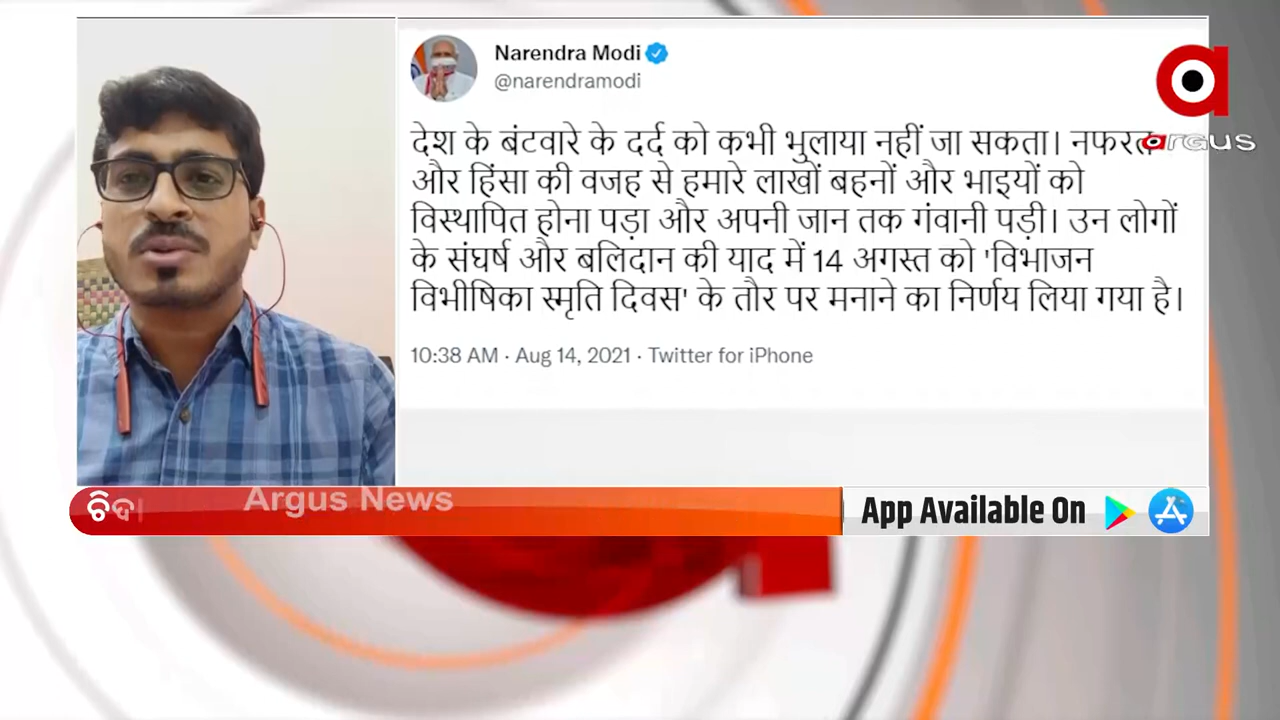 Narendra Modi
@narendramodi
देश के बंटवारे के दर्द को कभी भुलाया नहीं जा सकता। नफरत
और हिंसा की वजह से हमारे लाखों बहनों और भाइयों को
विस्थापित होना पड़ा और अपनी जान तक गंवानी पड़ी। उन लोगों
के संघर्ष और बलिदान की याद में 14 अगस्त को 'विभाजन
विभीषिका स्मृति दिवस' के तौर पर मनाने का निर्णय लिया गया है।
10:38 AM · Aug 14, 2021 · Twitter for iPhone
argus
Argus News
App Available On